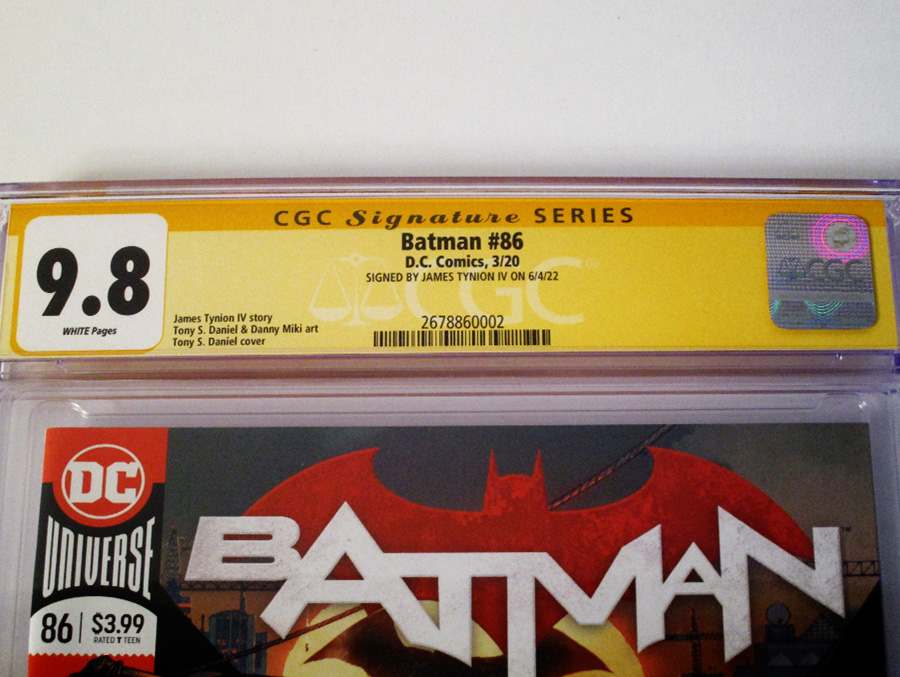 CGC Signature SERIES
Batman #86
D.C. Comics, 3/20
SIGNED BY JAMES TYNION IV ON 6/4/22
9.8
WHITE Pages
CGC
CGC
James Tynion IV story
Tony S. Daniel & Danny Miki art
Tony S. Daniel cover
2678860002
DC
UNIVERSE
86 $3.99
RATED T TEEN
BATMAN